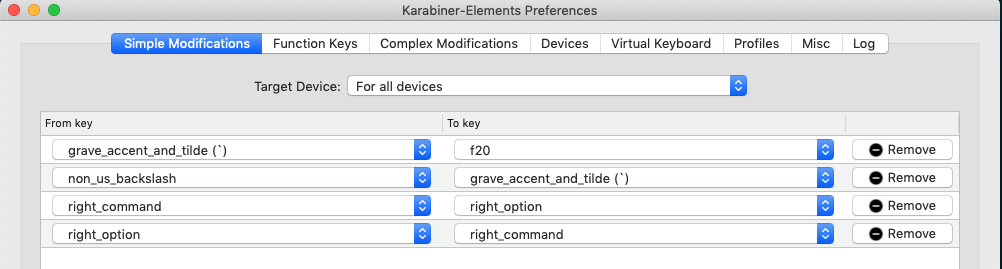 Karabiner-Elements Preferences
Simple Modifications Function Keys Complex Modifications Devices Virtual Keyboard Profiles Misc Log
Target Device: For all devices
From key To key
grave_accent_and_tilde (`) f20 Remove
non_us_backslash grave_accent_and_tilde (`) Remove
right_command right_option Remove
right_option right_command Remove